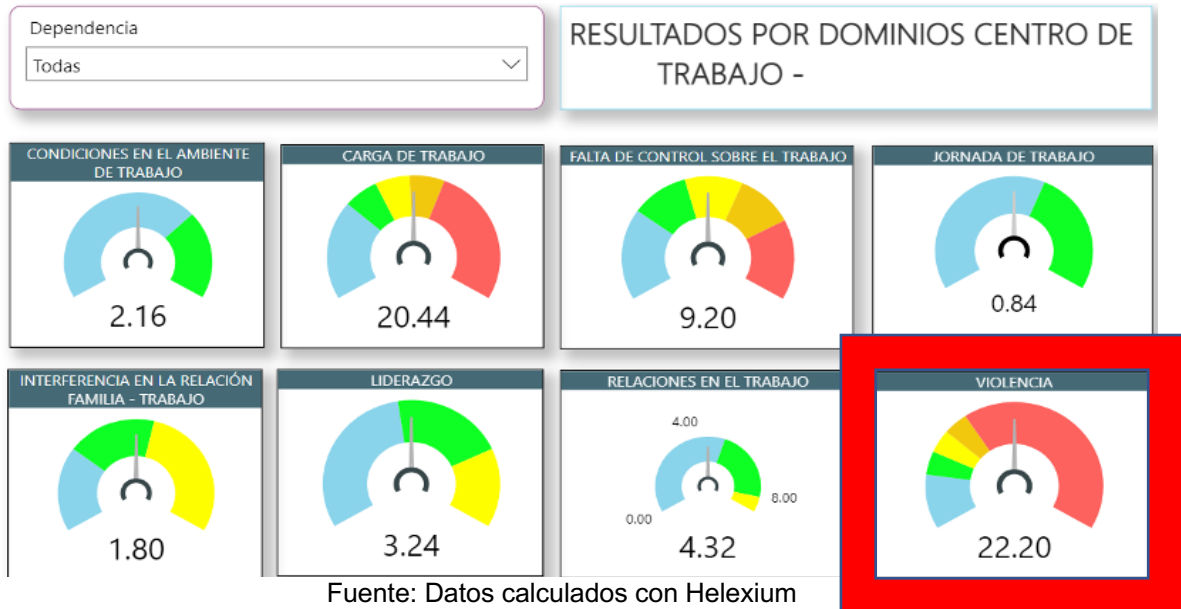 Dependencia
Todas
RESULTADOS POR DOMINIOS CENTRO DE
TRABAJO -
CONDICIONES EN EL AMBIENTE
DE TRABAJO
2.16
CARGA DE TRABAJO
20.44
FALTA DE CONTROL SOBRE EL TRABAJO
9.20
JORNADA DE TRABAJO
0.84
INTERFERENCIA EN LA RELACIÓN
FAMILIA - TRABAJO
1.80
LIDERAZGO
3.24
RELACIONES EN EL TRABAJO
4.00
0.00
8.00
4.32
VIOLENCIA
22.20
Fuente: Datos calculados con Helexium